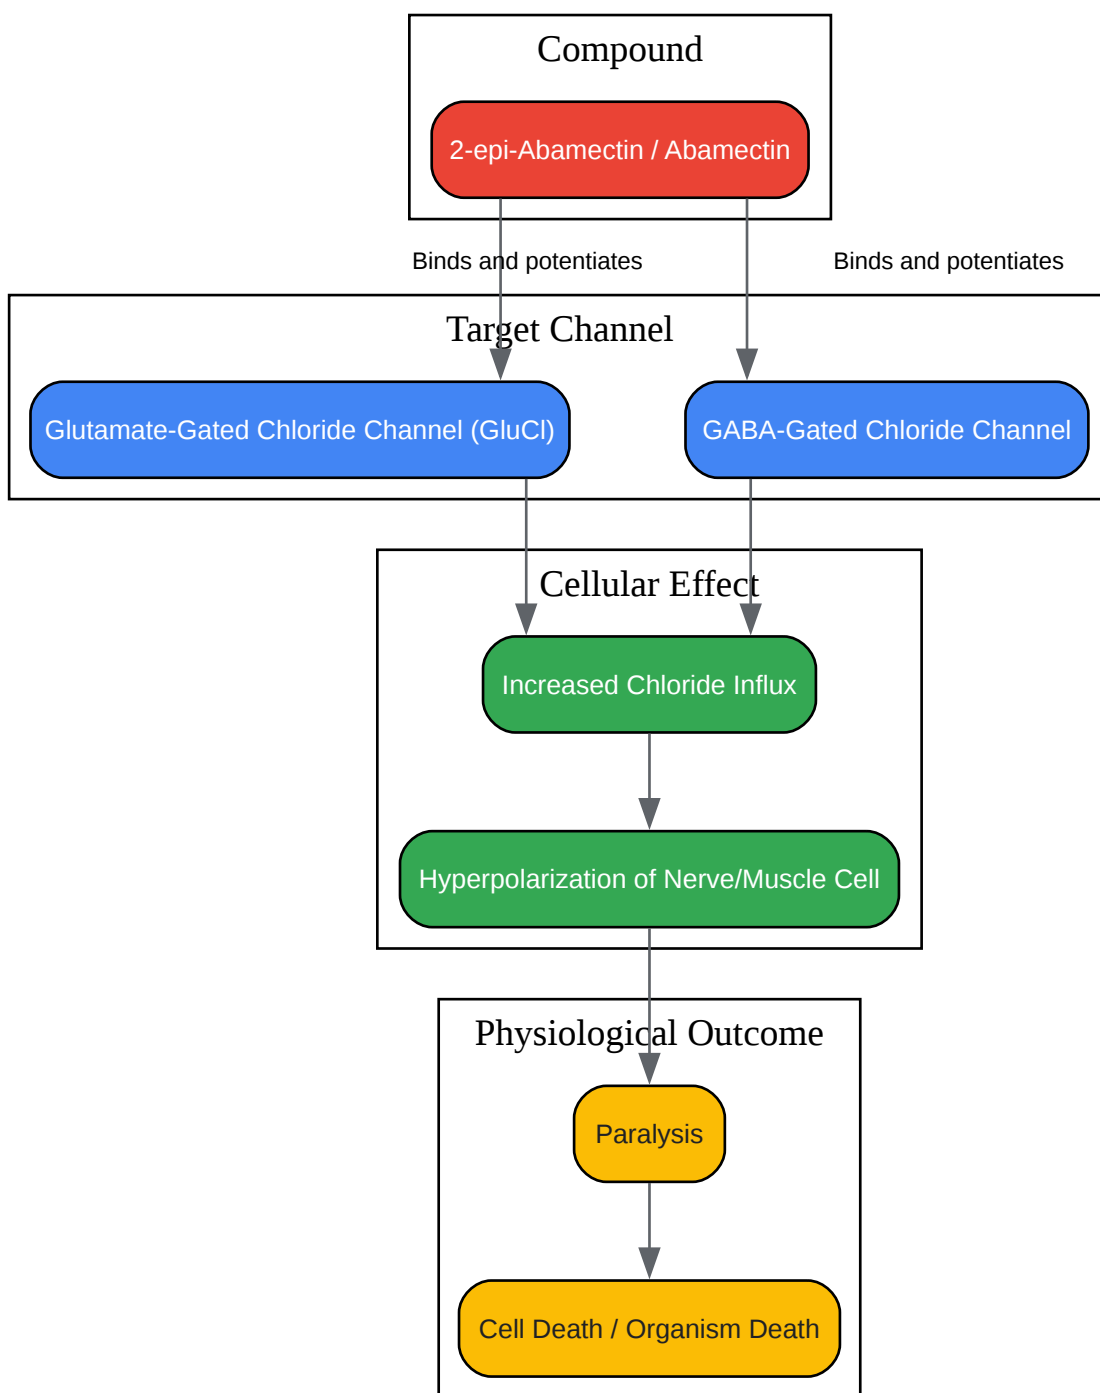 Compound
2-epi-Abamectin / Abamectin
Binds and potentiates
Binds and potentiates
Target Channel
Glutamate-Gated Chloride Channel (GluCl)
GABA-Gated Chloride Channel
Cellular Effect
Increased Chloride Influx
Hyperpolarization of Nerve/Muscle Cell
Physiological Outcome
Paralysis
Cell Death / Organism Death